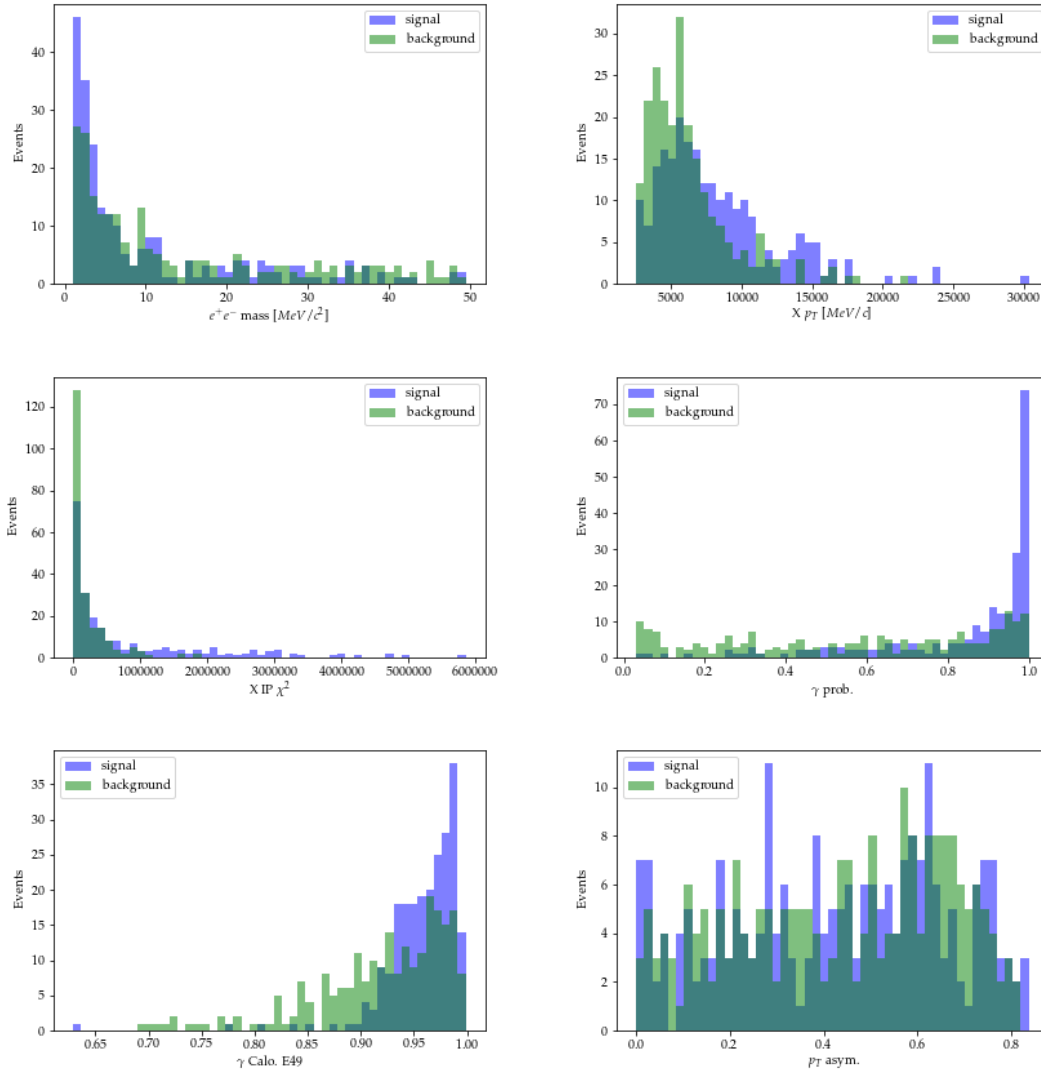 signal
background
Events
40
30
20
10
0
0 10 20 30 40 50
e⁺e⁻ mass [MeV/c²]
signal
background
Events
30
25
20
15
10
5
0
5000 10000 15000 20000 25000 30000
X p_T [MeV/c]
signal
background
Events
120
100
80
60
40
20
0
0 1000000 2000000 3000000 4000000 5000000 6000000
X IP χ²
signal
background
Events
70
60
50
40
30
20
10
0
0.0 0.2 0.4 0.6 0.8 1.0
γ prob.
signal
background
Events
35
30
25
20
15
10
5
0
0.65 0.70 0.75 0.80 0.85 0.90 0.95 1.00
γ Calo. E49
signal
background
Events
10
8
6
4
2
0
0.0 0.2 0.4 0.6 0.8
p_T asym.